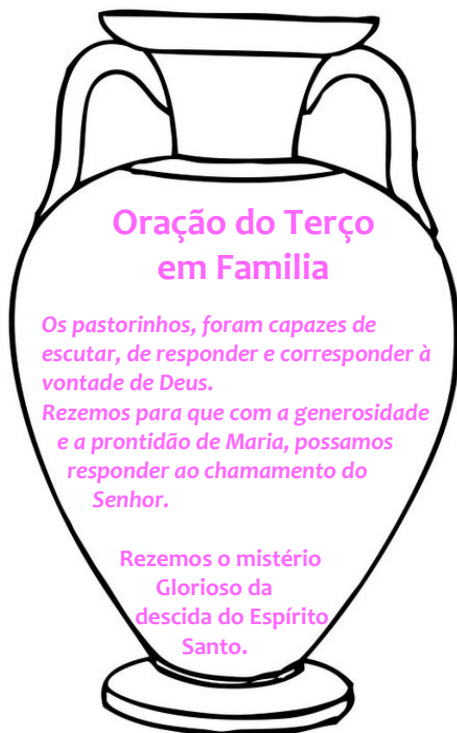 Oração do Terço
em Familia
Os pastorinhos, foram capazes de
escutar, de responder e corresponder à
vontade de Deus.
Rezemos para que com a generosidade
e a prontidão de Maria, possamos
responder ao chamamento do
Senhor.
Rezemos o mistério
Glorioso da
descida do Espírito
Santo.